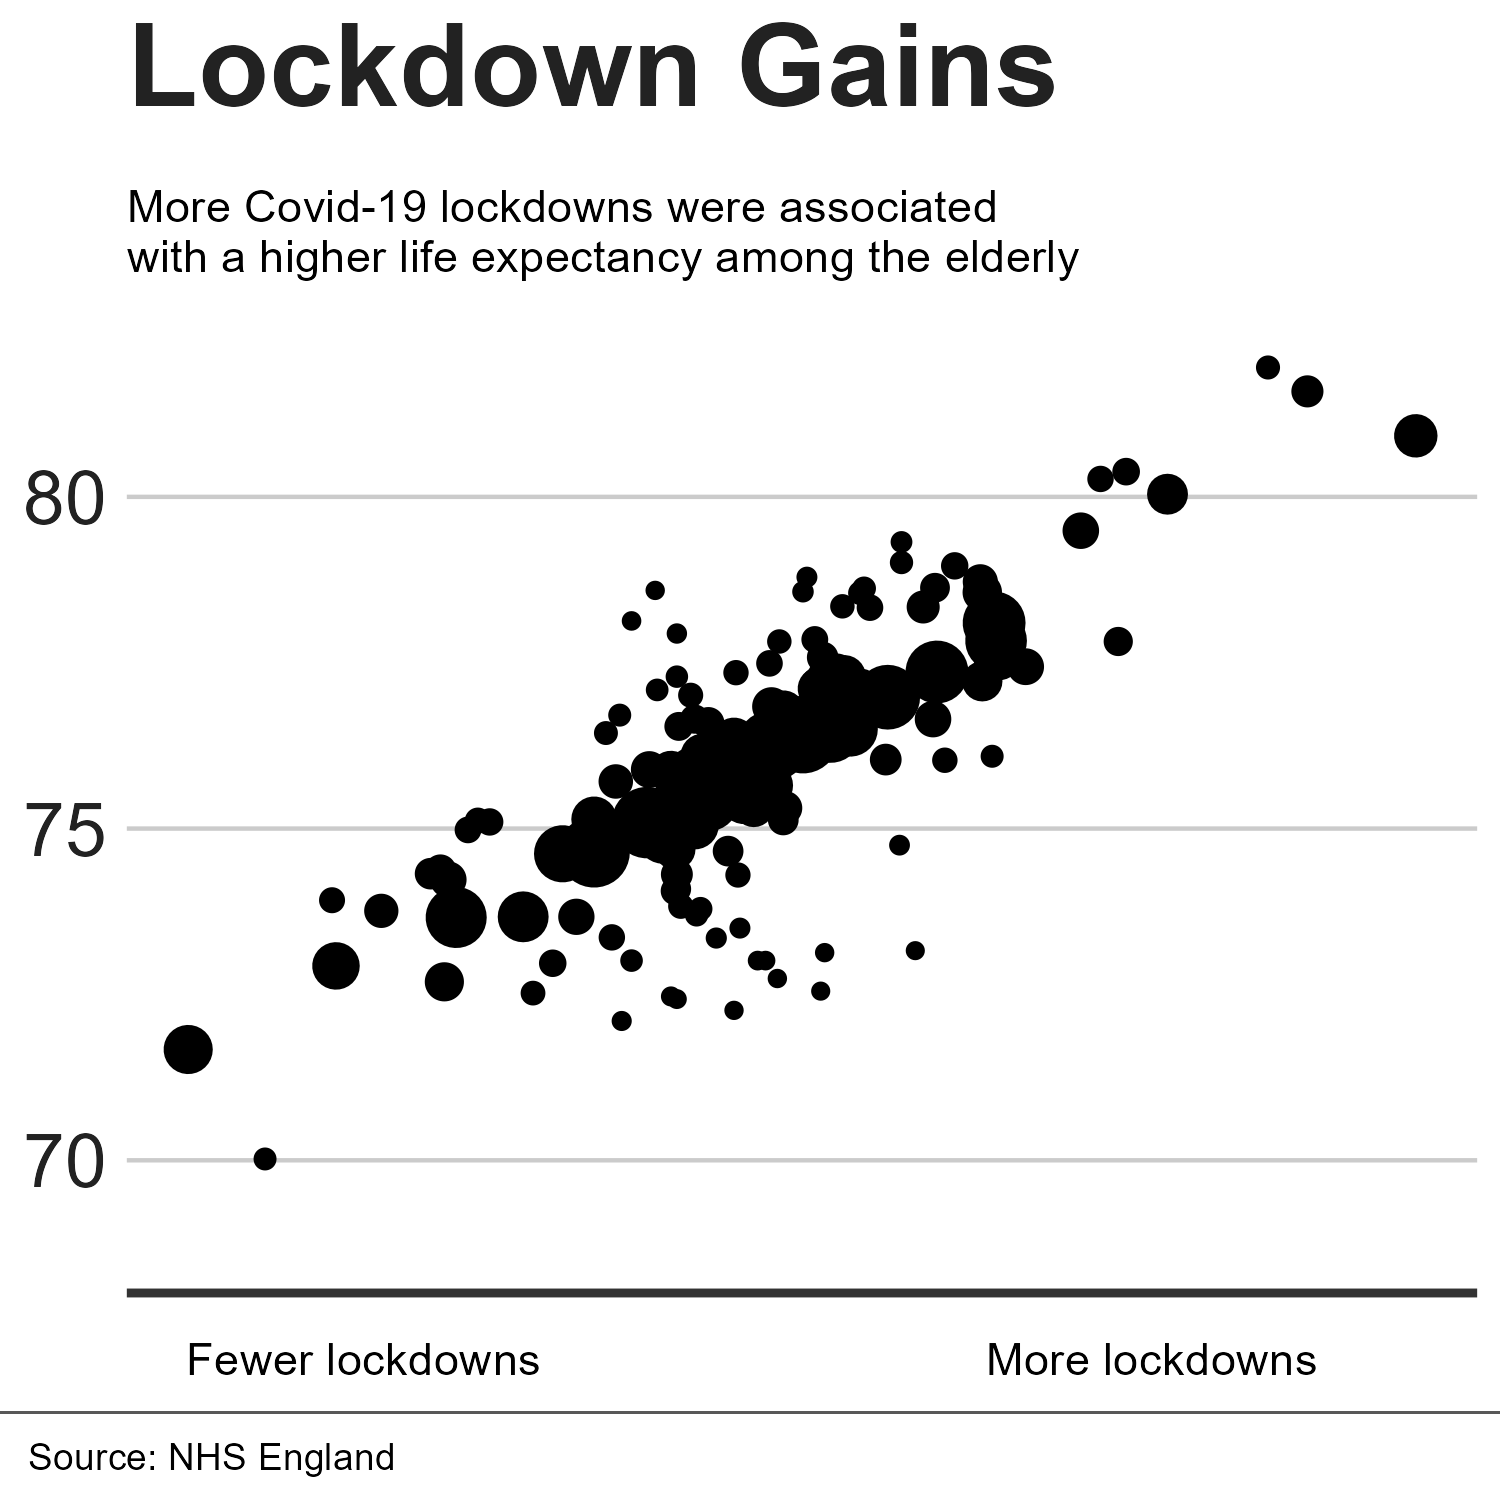 Lockdown Gains
More Covid-19 lockdowns were associated
with a higher life expectancy among the elderly
80
75
70
Fewer lockdowns More lockdowns
Source: NHS England